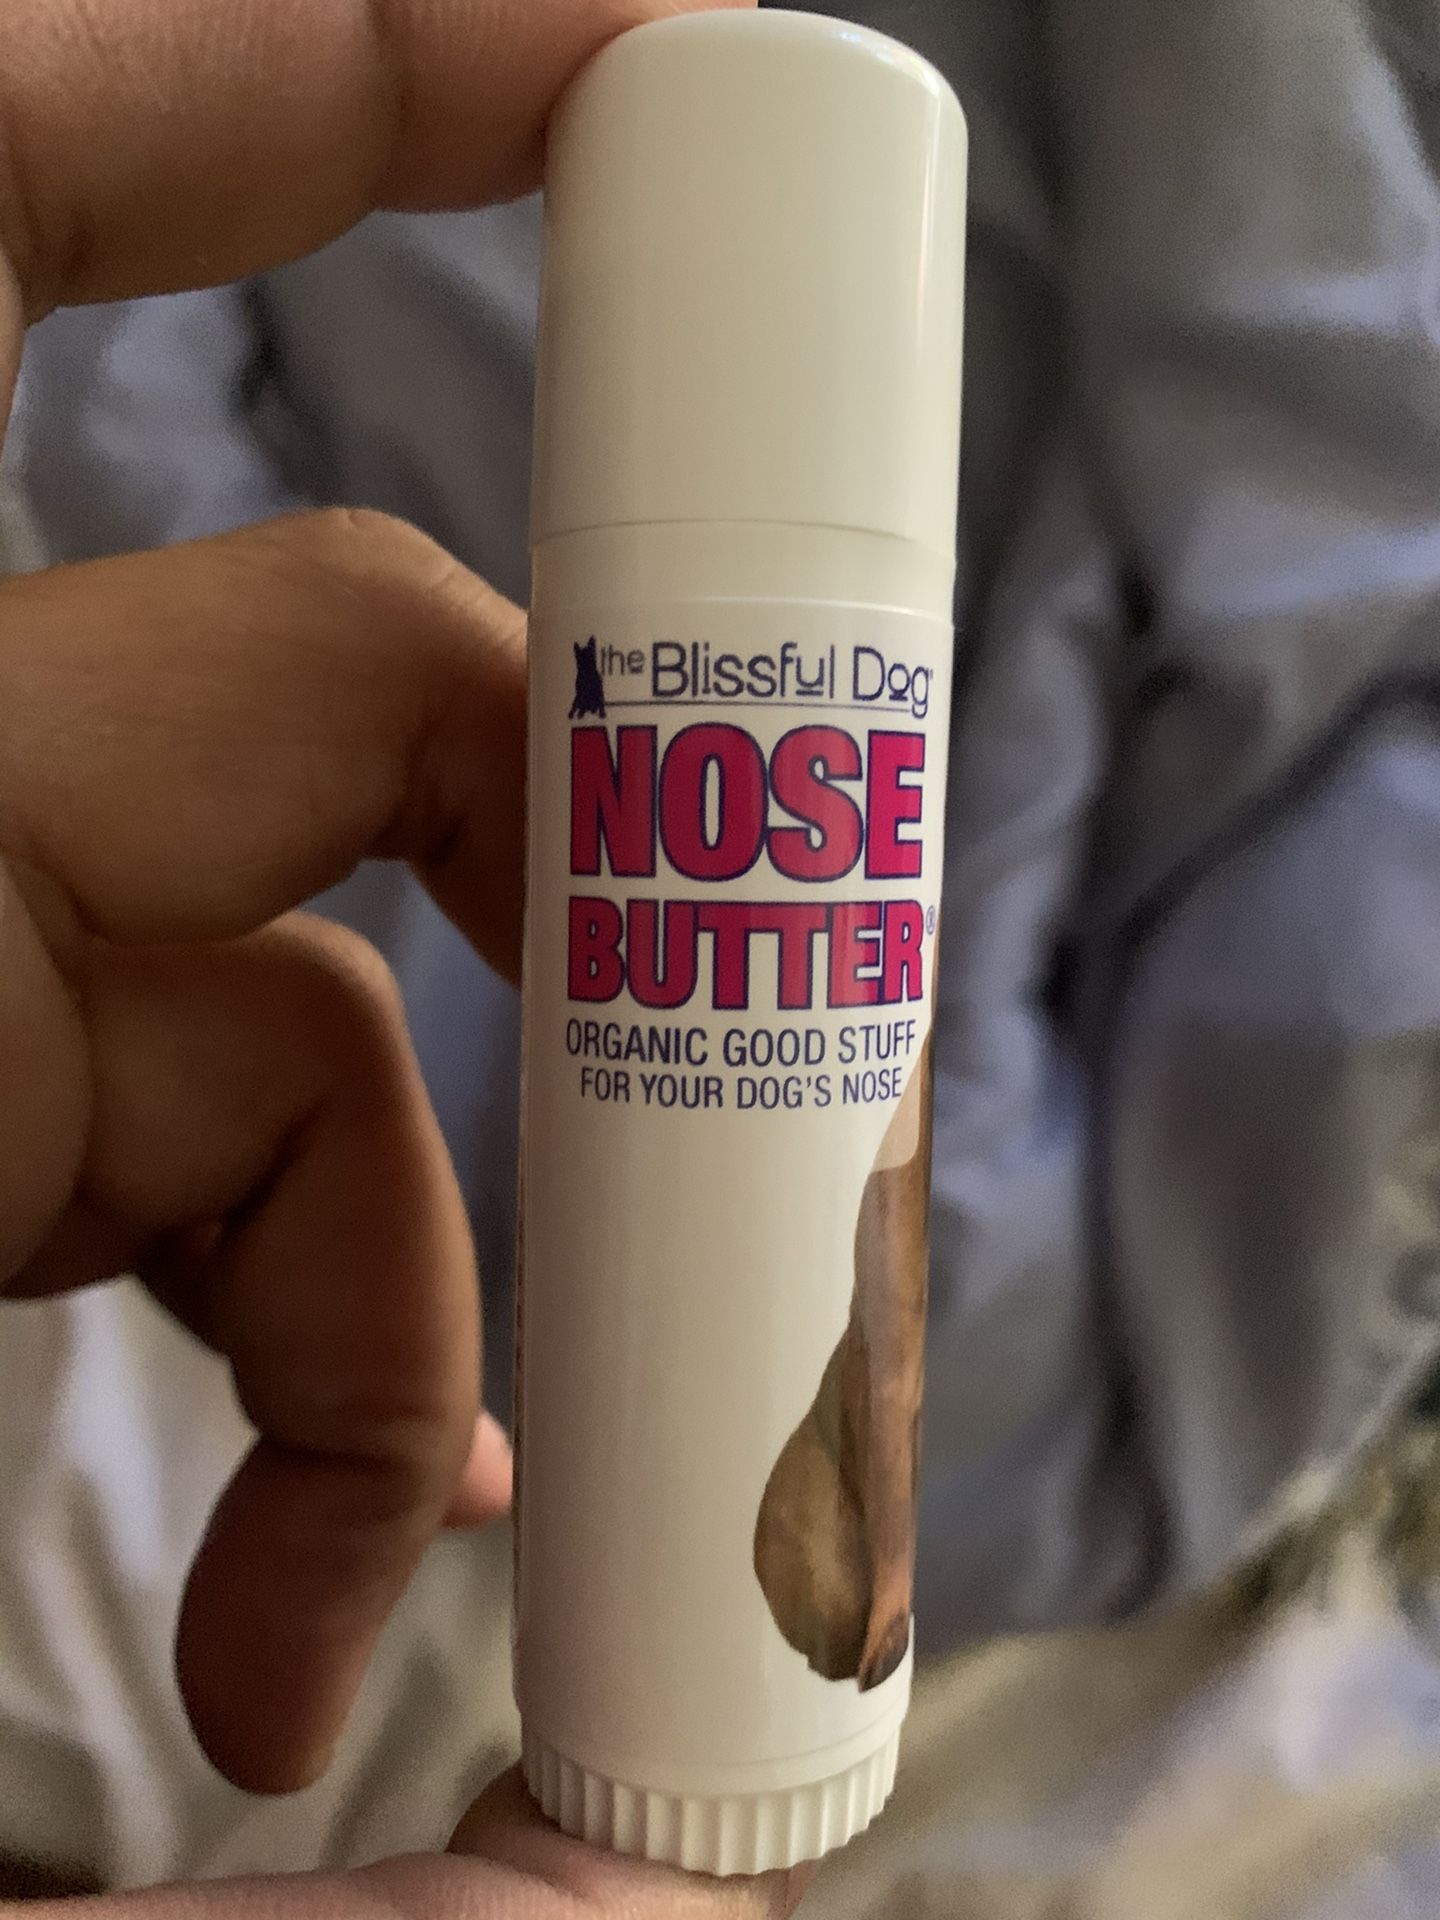 the Blissful Dog®
NOSE
BUTTER®
ORGANIC GOOD STUFF
FOR YOUR DOG'S NOSE